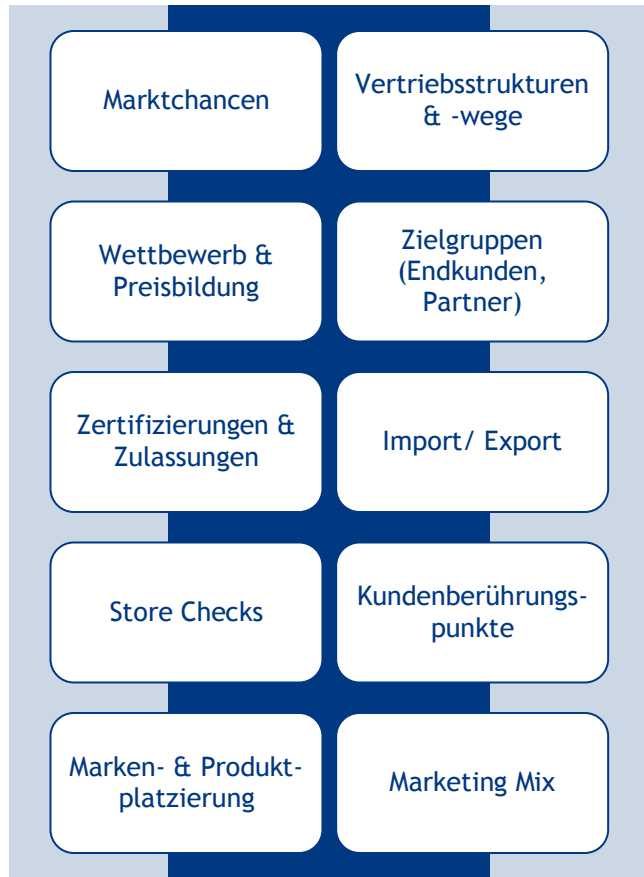 Marktchancen
Vertriebsstrukturen
& -wege
Wettbewerb &
Preisbildung
Zielgruppen
(Endkunden,
Partner)
Zertifizierungen &
Zulassungen
Import/ Export
Store Checks
Kundenberührungs-
punkte
Marken- & Produkt-
platzierung
Marketing Mix